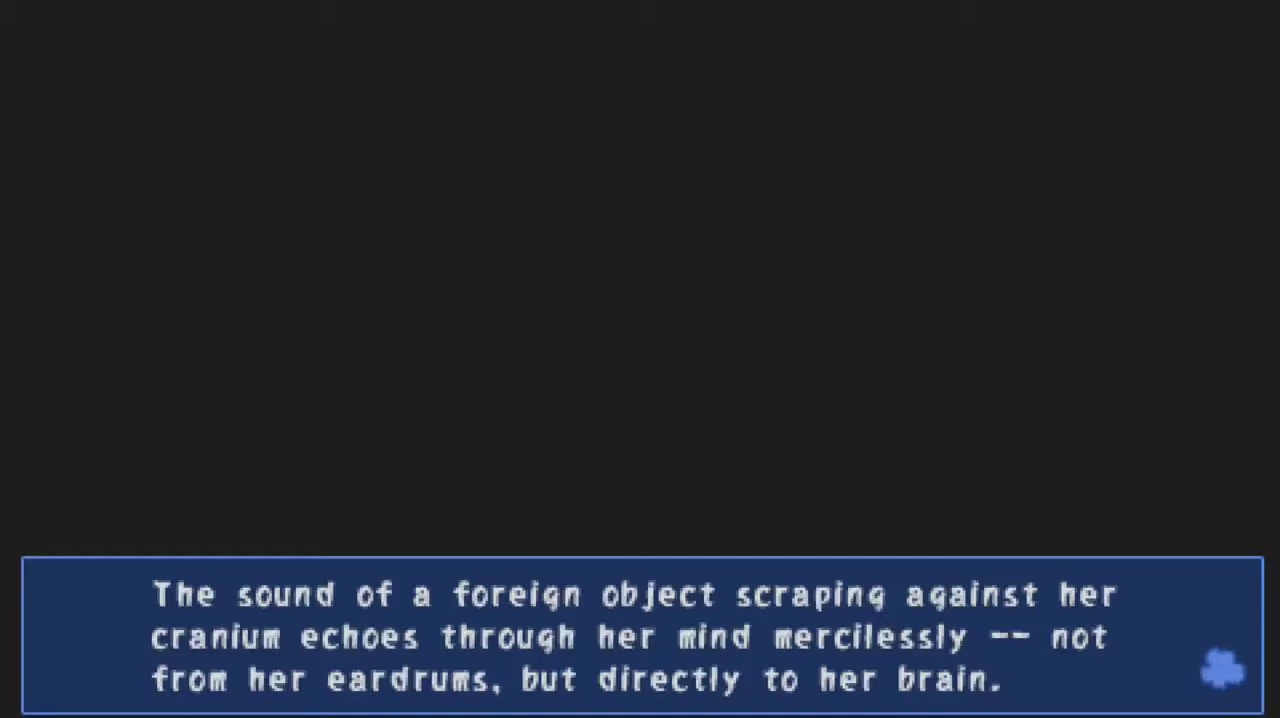 The sound of a foreign object scraping against her
cranium echoes through her mind mercilessly -- not
from her eardrums, but directly to her brain.